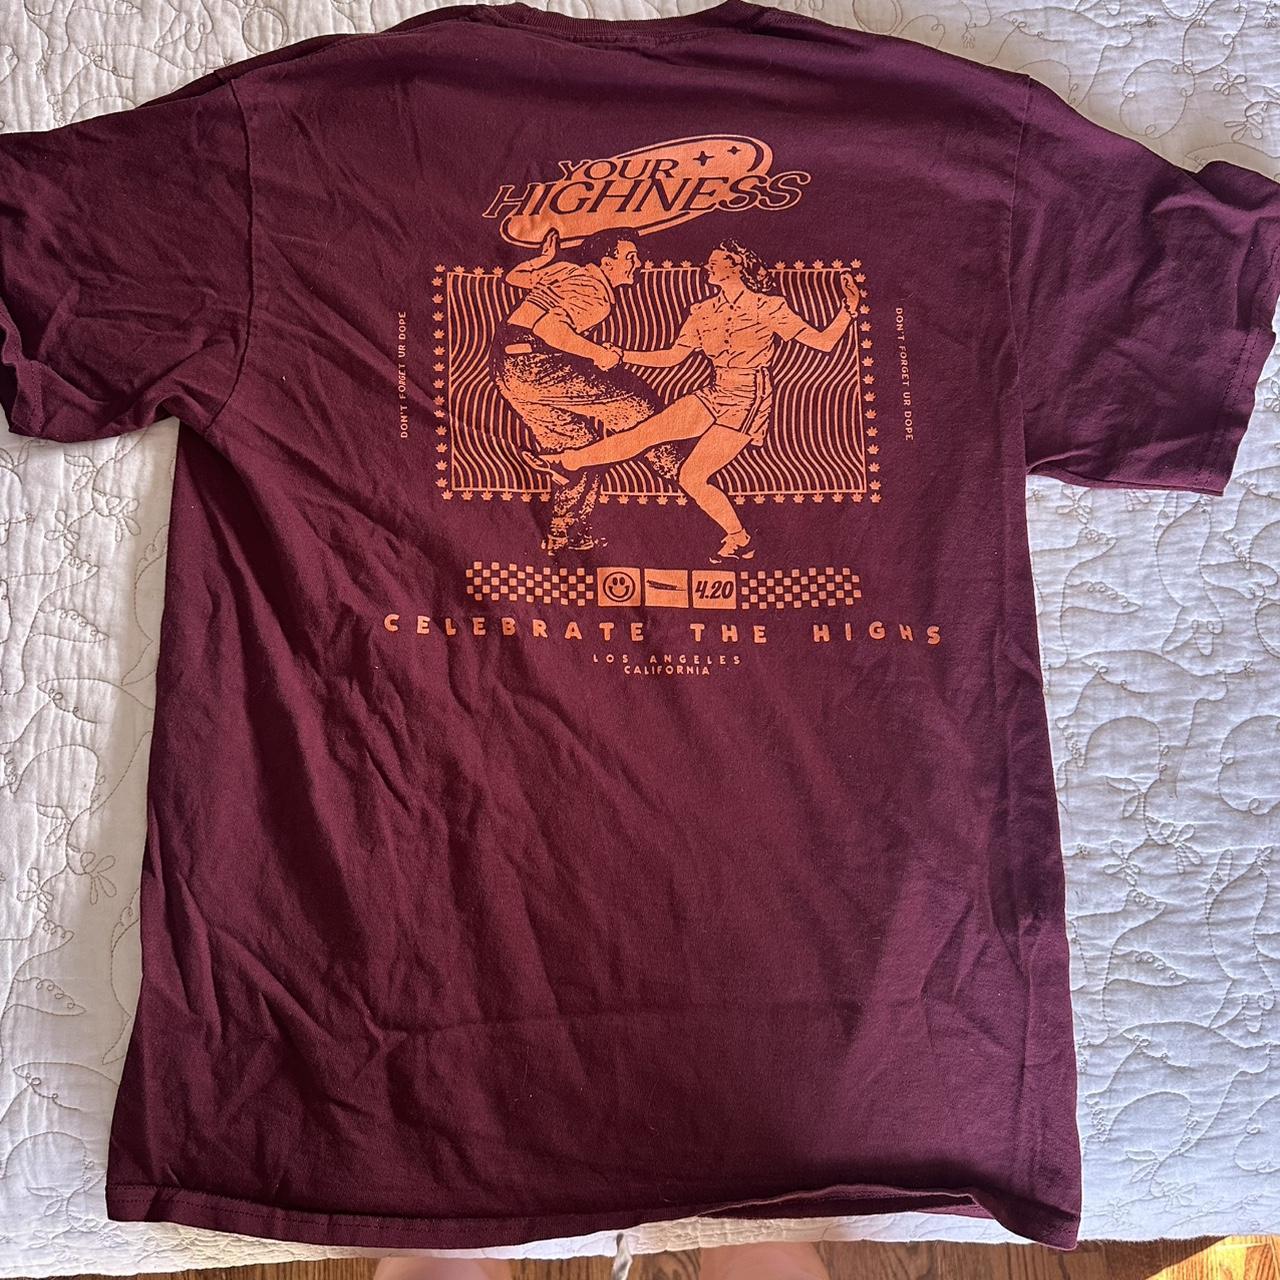 YOUR
HIGHNESS
DON'T FORGET UR DOPE
DON'T FORGET UR DOPE
4.20
CELEBRATE THE HIGHS
LOS ANGELES
CALIFORNIA